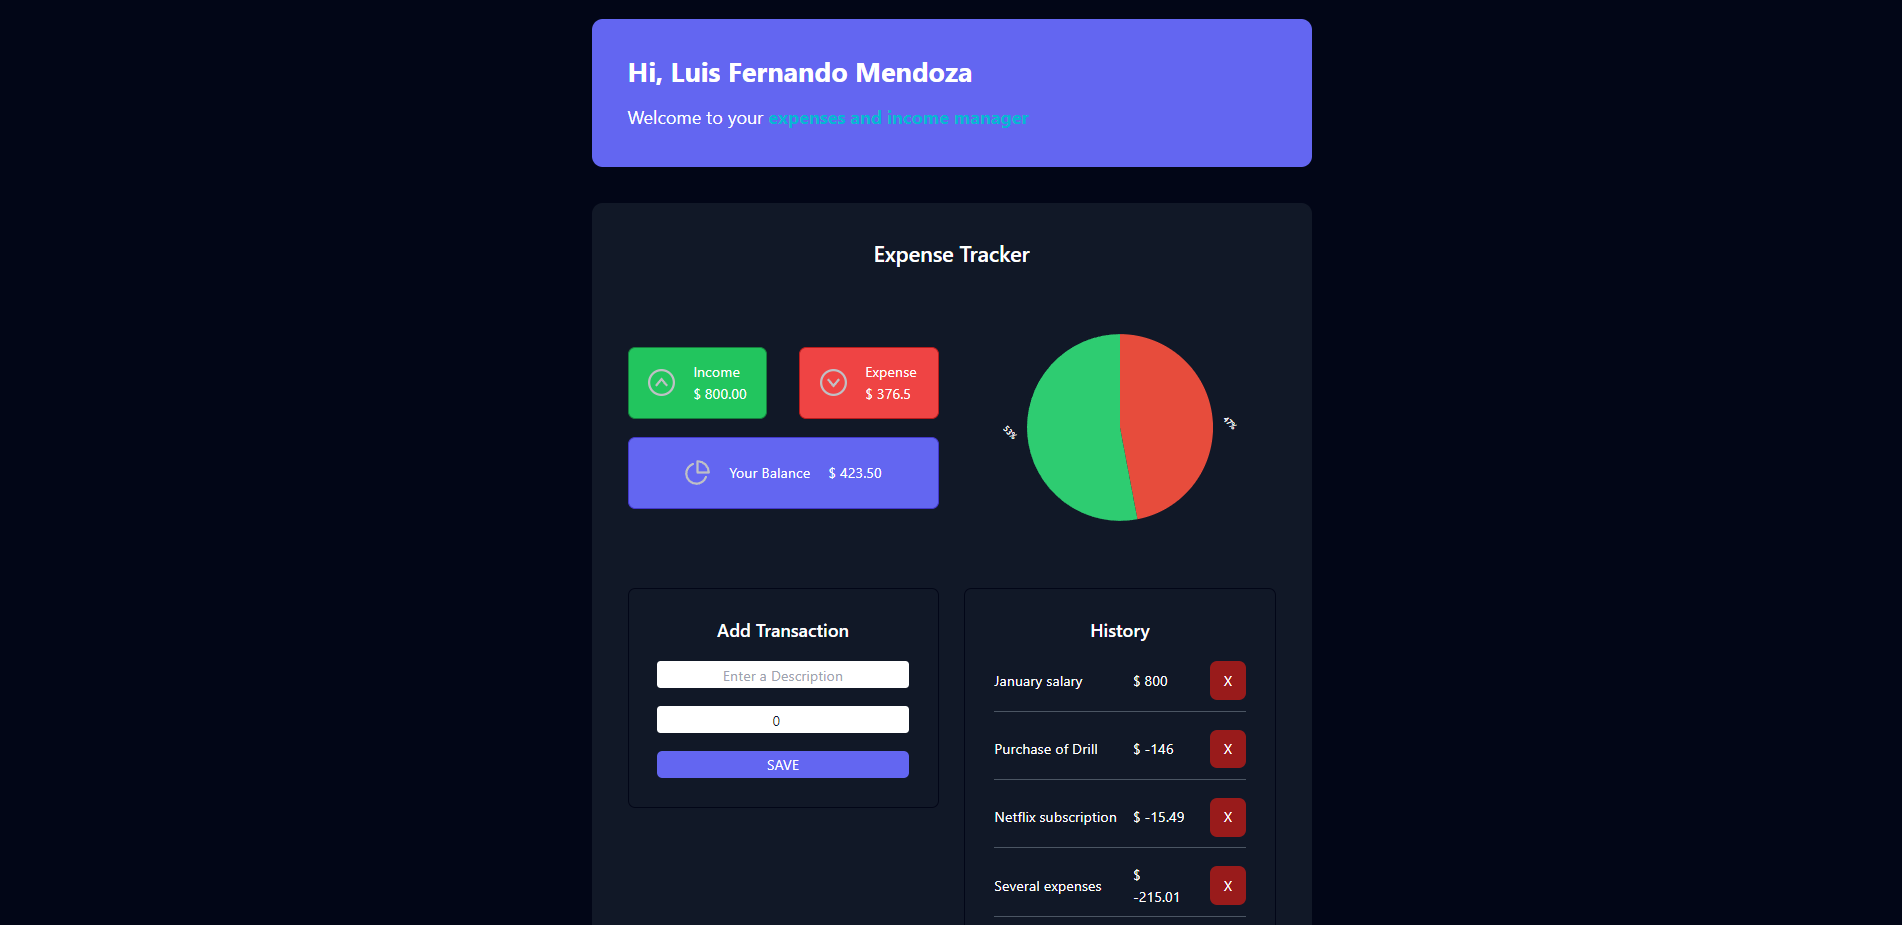 Hi, Luis Fernando Mendoza
Welcome to your expenses and income manager
Expense Tracker
Income
$ 800.00
Expense
$ 376.5
Your Balance $ 423.50
53%
47%
Add Transaction
Enter a Description
0
SAVE
History
January salary $ 800 X
Purchase of Drill $ -146 X
Netflix subscription $ -15.49 X
Several expenses $ -215.01 X